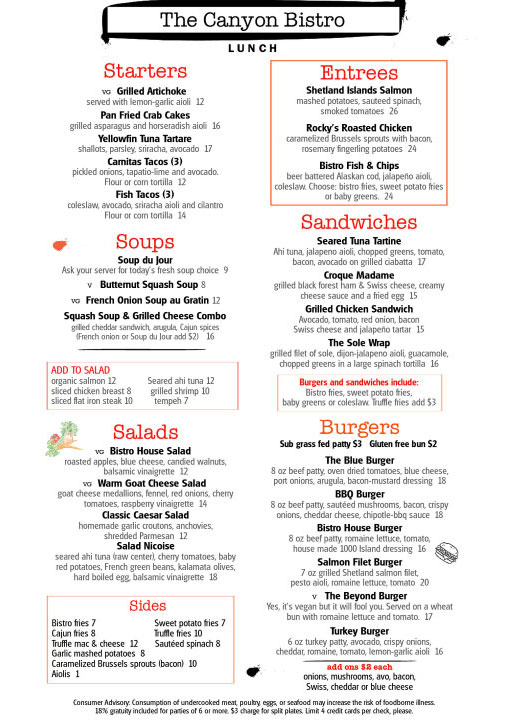 The Canyon Bistro
LUNCH
Starters
VG Grilled Artichoke
served with lemon-garlic aioli 12
Pan Fried Crab Cakes
grilled asparagus and horseradish aioli 16
Yellowfin Tuna Tartare
shallots, parsley, sriracha, avocado 17
Carnitas Tacos (3)
pickled onions, tapatio-lime and avocado.
Flour or corn tortilla 12
Fish Tacos (3)
coleslaw, avocado, sriracha aioli and cilantro
Flour or corn tortilla 14
Soups
Soup du Jour
Ask your server for today's fresh soup choice 9
V Butternut Squash Soup 8
VG French Onion Soup au Gratin 12
Squash Soup & Grilled Cheese Combo
grilled cheddar sandwich, arugula, Cajun spices
(French onion or Soup du Jour add $2) 16
ADD TO SALAD
organic salmon 12 Seared ahi tuna 12
sliced chicken breast 8 grilled shrimp 10
sliced flat iron steak 10 tempeh 7
Salads
VG Bistro House Salad
roasted apples, blue cheese, candied walnuts,
balsamic vinaigrette 12
VG Warm Goat Cheese Salad
goat cheese medallions, fennel, red onions, cherry
tomatoes, raspberry vinaigrette 14
Classic Caesar Salad
homemade garlic croutons, anchovies,
shredded Parmesan 12
Salad Nicoise
seared ahi tuna (raw center), cherry tomatoes, baby
red potatoes, French green beans, kalamata olives,
hard boiled egg, balsamic vinaigrette 18
Sides
Bistro fries 7 Sweet potato fries 7
Cajun fries 8 Truffle fries 10
Truffle mac & cheese 12 Sautéed spinach 8
Garlic mashed potatoes 8
Caramelized Brussels sprouts (bacon) 10
Aiolis 1
Entrees
Shetland Islands Salmon
mashed potatoes, sauteed spinach,
smoked tomatoes 26
Rocky's Roasted Chicken
caramelized Brussels sprouts with bacon,
rosemary fingerling potatoes 24
Bistro Fish & Chips
beer battered Alaskan cod, jalapeño aioli,
coleslaw. Choose: bistro fries, sweet potato fries
or baby greens. 24
Sandwiches
Seared Tuna Tartine
Ahi tuna, jalapeno aioli, chopped greens, tomato,
bacon, avocado on grilled ciabatta 17
Croque Madame
grilled black forest ham & Swiss cheese, creamy
cheese sauce and a fried egg 15
Grilled Chicken Sandwich
Avocado, tomato, red onion, bacon
Swiss cheese and jalapeño tartar 15
The Sole Wrap
grilled filet of sole, dijon-jalapeno aioli, guacamole,
chopped greens in a large spinach tortilla 16
Burgers and sandwiches include:
Bistro fries, sweet potato fries,
baby greens or coleslaw. Truffle fries add $3
Burgers
Sub grass fed patty $3 Gluten free bun $2
The Blue Burger
8 oz beef patty, oven dried tomatoes, blue cheese,
port onions, arugula, bacon-mustard dressing 18
BBQ Burger
8 oz beef patty, sautéed mushrooms, bacon, crispy
onions, cheddar cheese, chipotle-bbq sauce 18
Bistro House Burger
8 oz beef patty, romaine lettuce, tomato,
house made 1000 Island dressing 16
Salmon Filet Burger
7 oz grilled Shetland salmon filet,
pesto aioli, romaine lettuce, tomato 20
V The Beyond Burger
Yes, it's vegan but it will fool you. Served on a wheat
bun with romaine lettuce and tomato. 17
Turkey Burger
6 oz turkey patty, avocado, crispy onions,
cheddar, romaine, tomato, lemon-garlic aioli 16
add ons $2 each
onions, mushrooms, avo, bacon,
Swiss, cheddar or blue cheese
Consumer Advisory: Consumption of undercooked meat, poultry, eggs, or seafood may increase the risk of foodborne illness.
18% gratuity included for parties of 6 or more. $3 charge for split plates. Limit 4 credit cards per check, please.